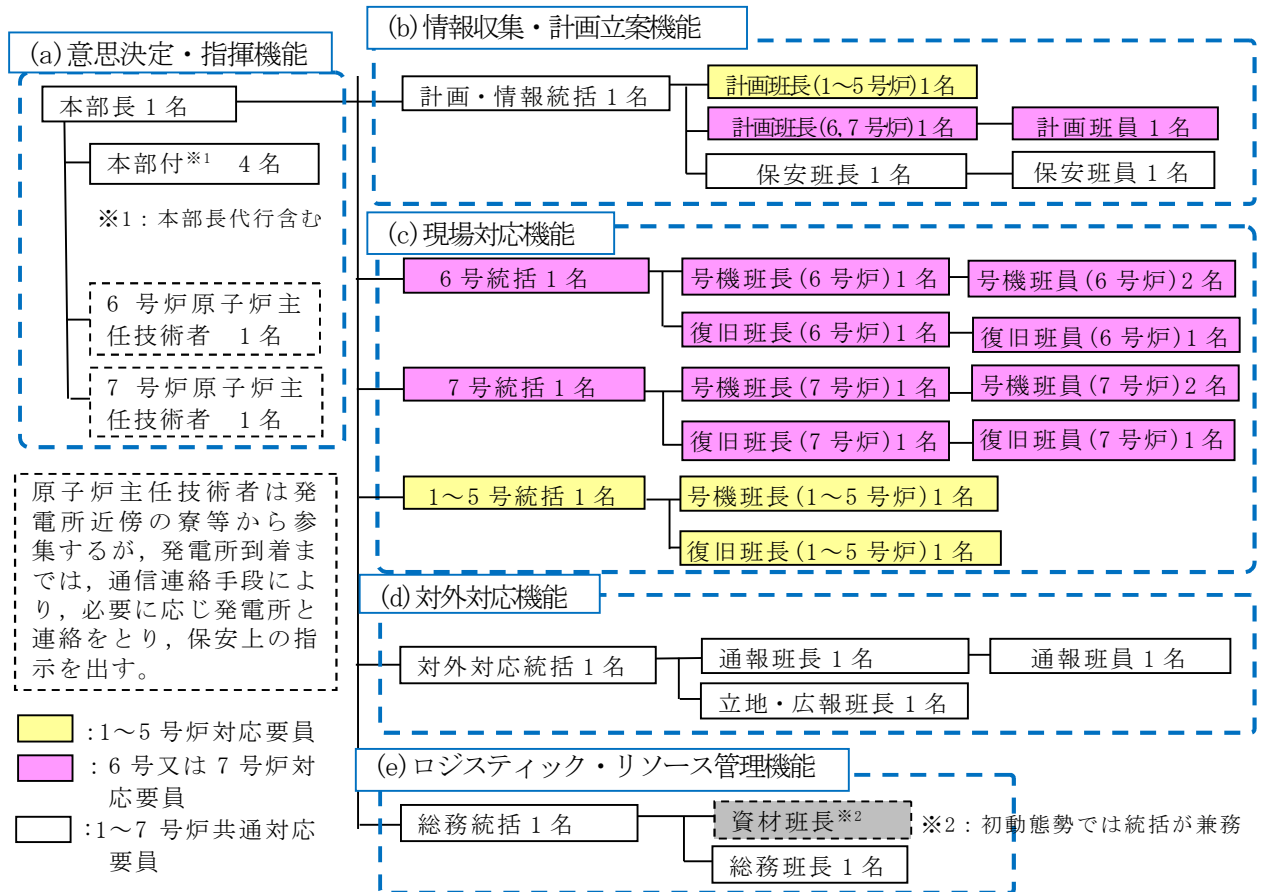 (a)意思決定・指揮機能
本部長 1 名
本部付※1 4 名
※1：本部長代行含む
6 号炉原子炉主
任技術者 1 名
7 号炉原子炉主
任技術者 1 名
原子炉主任技術者は発
電所近傍の寮等から参
集するが，発電所到着ま
では，通信連絡手段によ
り，必要に応じ発電所と
連絡をとり，保安上の指
示を出す。
:1～5 号炉対応要員
: 6 号又は 7 号炉対
応要員
:1～7 号炉共通対応
要員
(b)情報収集・計画立案機能
計画・情報統括 1 名
計画班長(1～5 号炉)1名
計画班長(6,7 号炉)1名
計画班員 1 名
保安班長 1 名
保安班員 1 名
(c)現場対応機能
6 号統括 1 名
号機班長(6 号炉)1 名
号機班員(6 号炉)2 名
復旧班長(6 号炉)1 名
復旧班員(6 号炉)1 名
7 号統括 1 名
号機班長(7 号炉)1 名
号機班員(7 号炉)2 名
復旧班長(7 号炉)1 名
復旧班員(7 号炉)1 名
1～5 号統括 1 名
号機班長(1～5 号炉)1 名
復旧班長(1～5 号炉)1 名
(d)対外対応機能
対外対応統括 1 名
通報班長 1 名
通報班員 1 名
立地・広報班長 1 名
(e)ロジスティック・リソース管理機能
総務統括 1 名
資材班長※2
※2：初動態勢では統括が兼務
総務班長 1 名